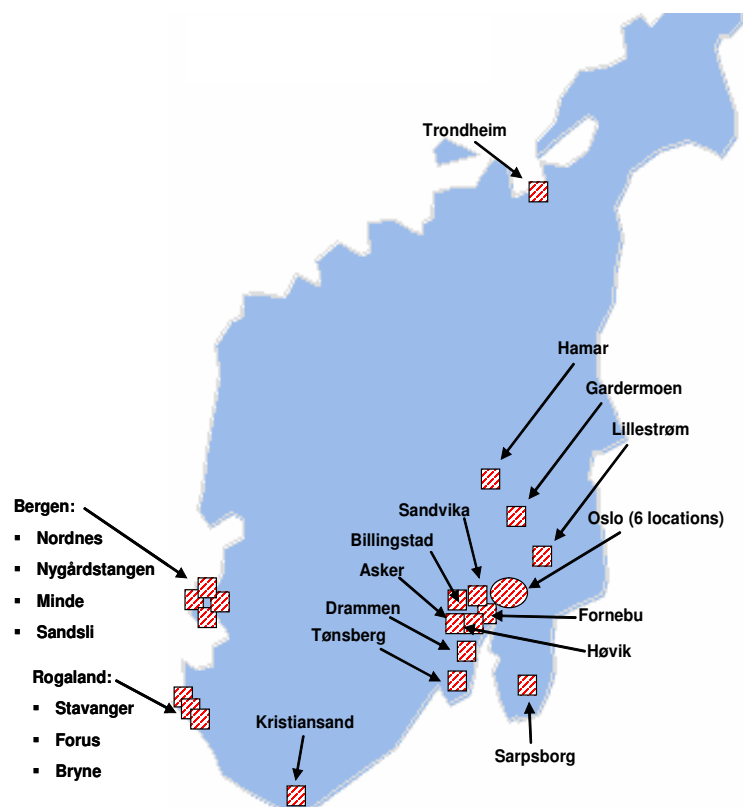 Trondheim
Hamar
Gardermoen
Lillestrøm
Oslo (6 locations)
Sandvika
Billingstad
Asker
Drammen
Tønsberg
Fornebu
Høvik
Bergen:
▪ Nordnes
▪ Nygårdstangen
▪ Minde
▪ Sandsli
Rogaland:
▪ Stavanger
▪ Forus
▪ Bryne
Kristiansand
Sarpsborg